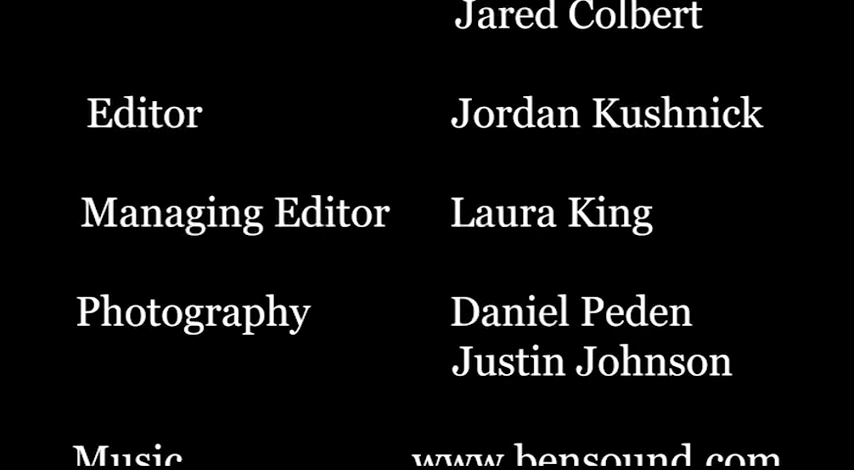 Jared Colbert
Editor Jordan Kushnick
Managing Editor Laura King
Photography Daniel Peden
Justin Johnson
Music www.bensound.com